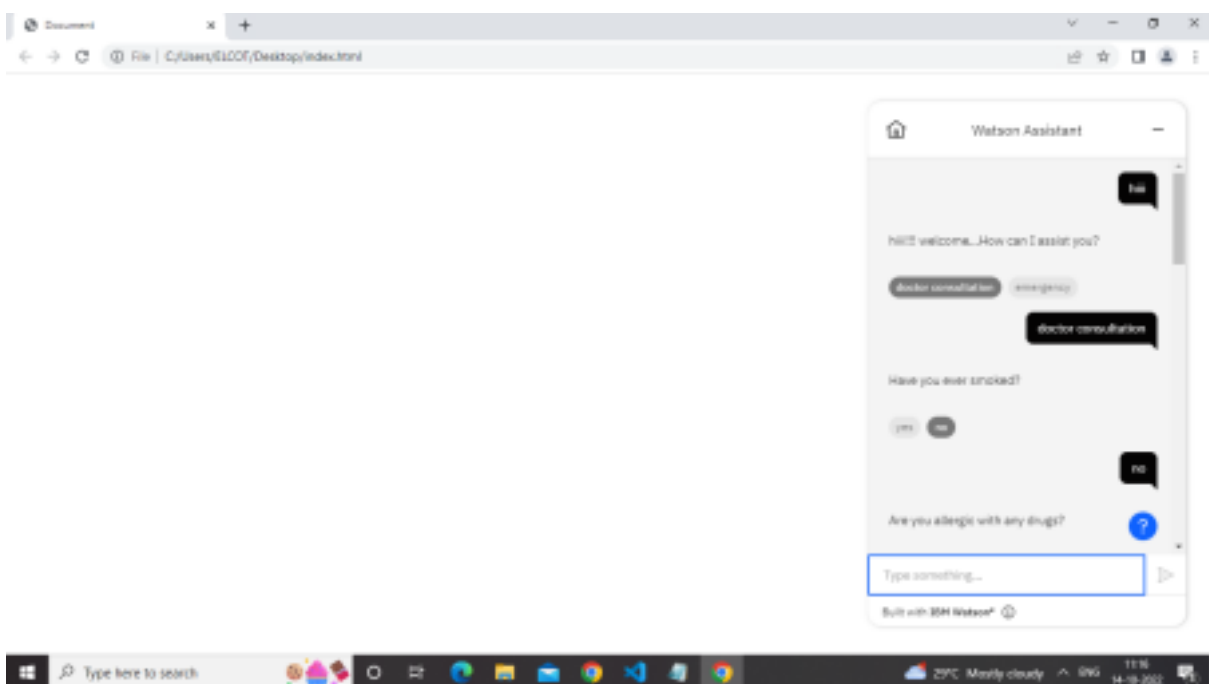 Document
File | C:/Users/ELCOT/Desktop/index.html
Watson Assistant
hiii
hiii!!! welcome...How can I assist you?
doctor consultation emergency
doctor consultation
Have you ever smoked?
yes no
no
Are you allergic with any drugs?
Type something...
Built with IBM Watson®
Type here to search
29°C Mostly cloudy ENG 11:16
14-10-2022